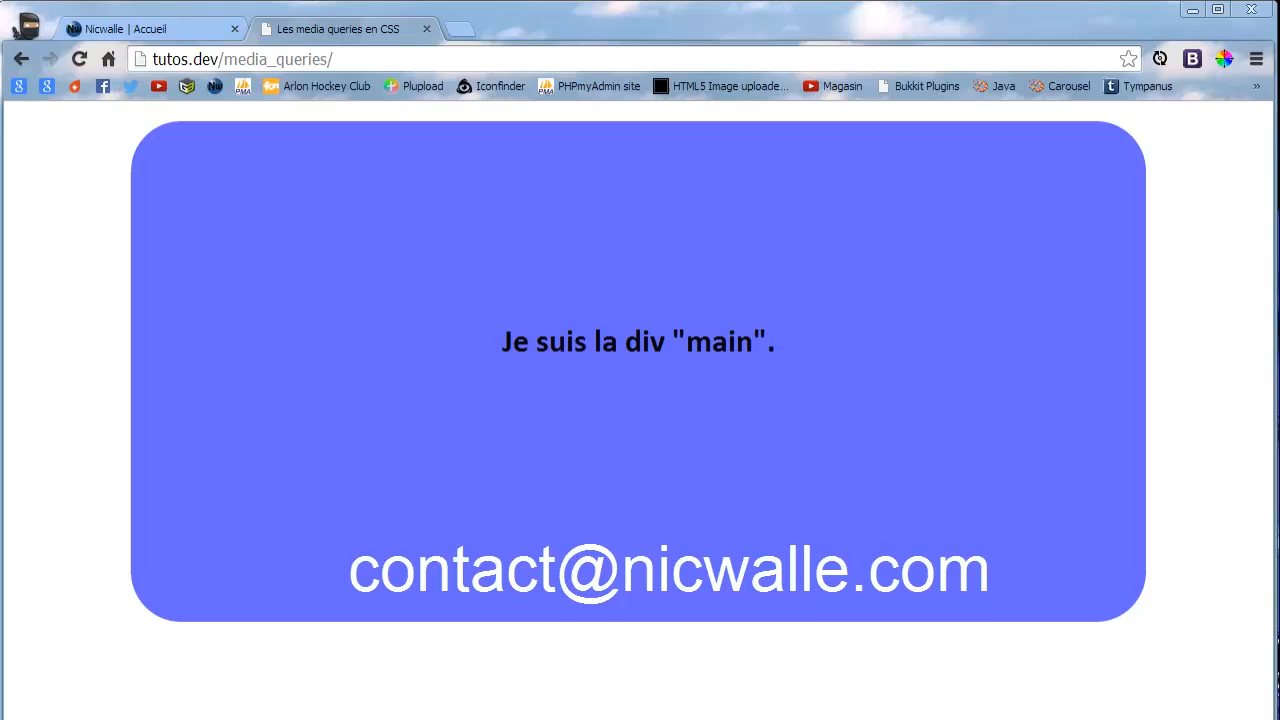 Nicwalle | Accueil
Les media queries en CSS
tutos.dev/media_queries/
Arlon Hockey Club
Plupload
Iconfinder
PHPmyAdmin site
HTML5 Image uploade...
Magasin
Bukkit Plugins
Java
Carousel
Tympanus
»
Je suis la div "main".
contact@nicwalle.com